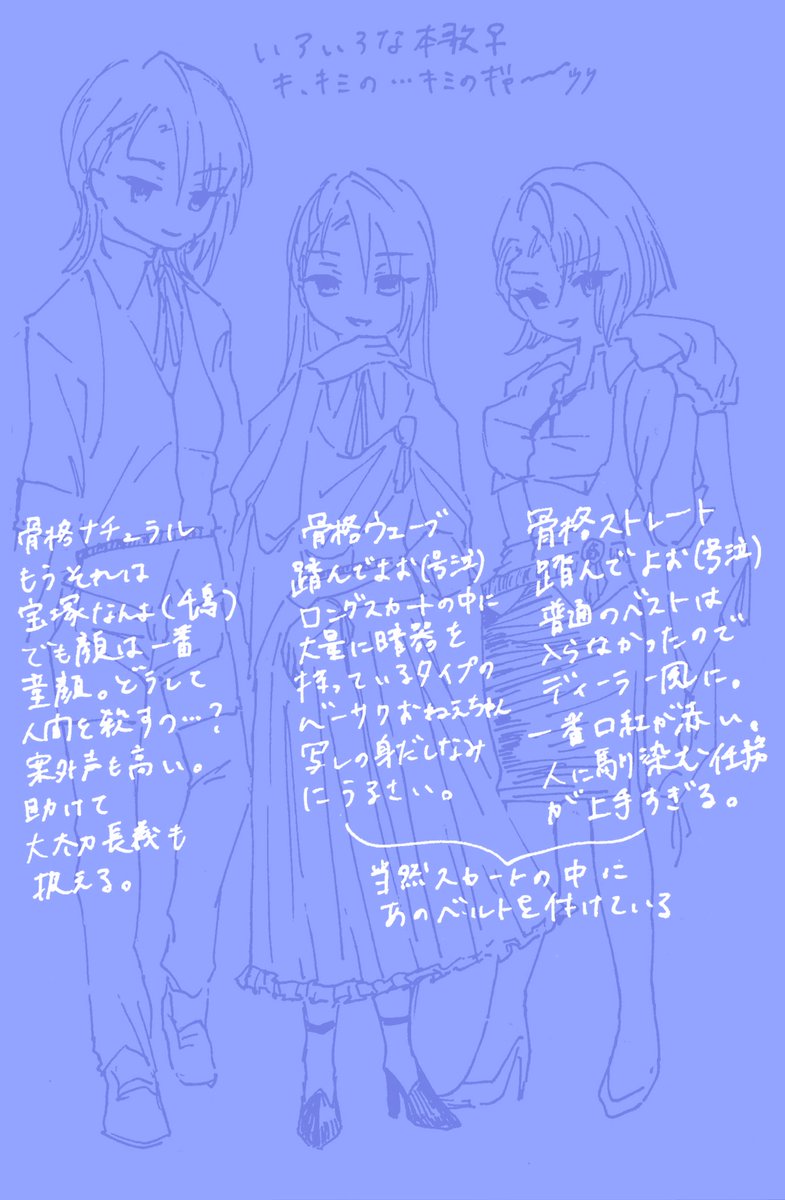 いろいろな本歌♀
キ、キミの…キミのギャ〜〜ッッ
骨格ナチュラル
もうそれは
宝塚なんよ(千鳥)
でも顔は一番
童顔。どうして
人間を殺すの…?
案外声も高い。
助けて
大太刀長義も
扱える。
骨格ウェーブ
踏んでよお(号泣)
ロングスカートの中に
大量に暗器を
持っているタイプの
ベーサクおねえちゃん
写しの身だしなみ
にうるさい。
骨格ストレート
踏んでよお(号泣)
普通のベストは
入らなかったので
ディーラー風に。
一番口紅が赤い。
人に馴染む任務
が上手すぎる。
当然スカートの中に
あのベルトを付けている